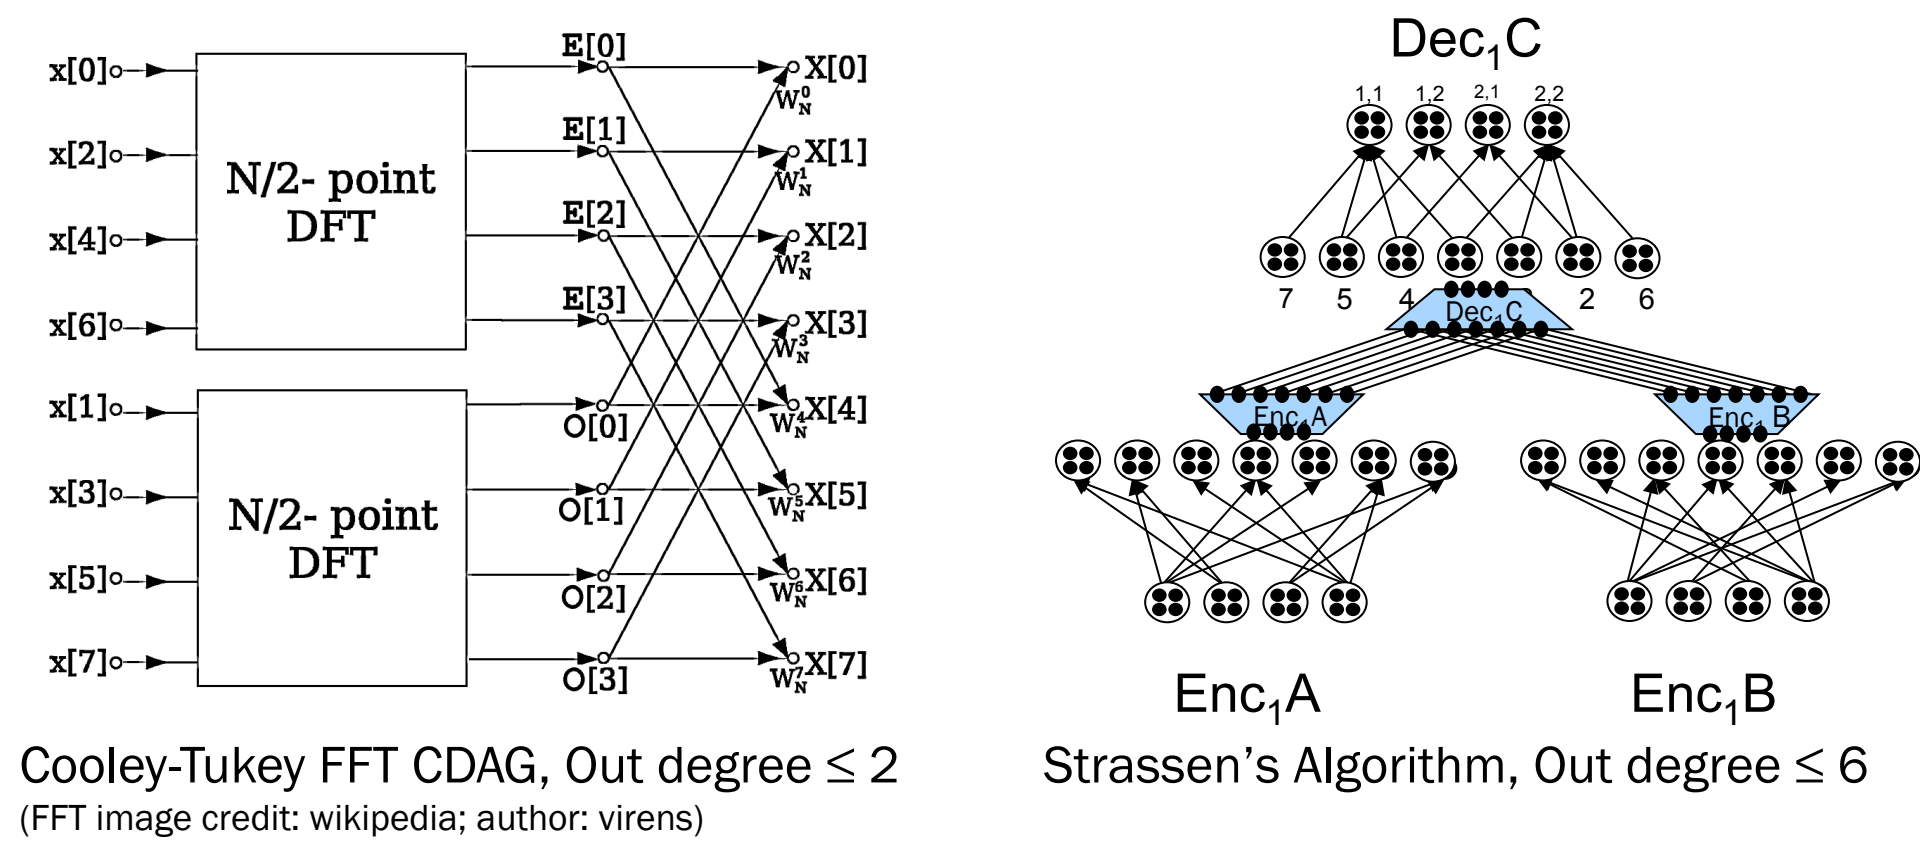 x[0]
x[2]
x[4]
x[6]
x[1]
x[3]
x[5]
x[7]
N/2- point
DFT
N/2- point
DFT
E[0]
E[1]
E[2]
E[3]
O[0]
O[1]
O[2]
O[3]
X[0]
W_N^0
X[1]
W_N^1
X[2]
W_N^2
X[3]
W_N^3
X[4]
W_N^4
X[5]
W_N^5
X[6]
W_N^6
X[7]
W_N^7
Cooley-Tukey FFT CDAG, Out degree ≤ 2
(FFT image credit: wikipedia; author: virens)
Dec₁C
1,1 1,2 2,1 2,2
7 5 4 2 6
Dec₁C
Enc₁A Enc₁B
Enc₁A Enc₁B
Strassen's Algorithm, Out degree ≤ 6